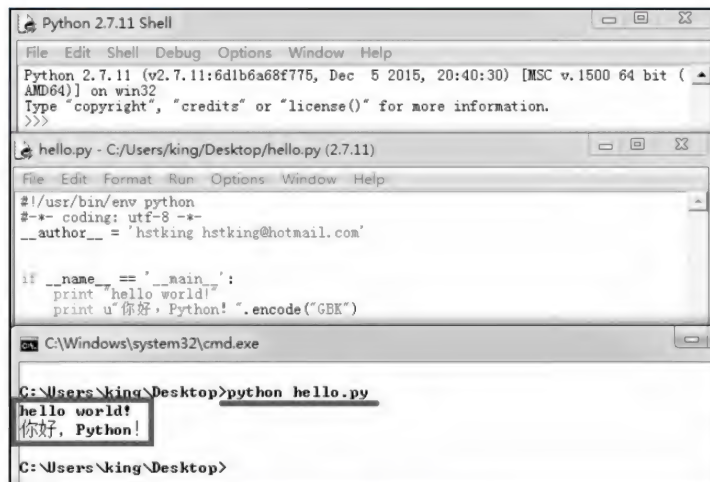 Python 2.7.11 Shell
File Edit Shell Debug Options Window Help
Python 2.7.11 (v2.7.11:6d1b6a68f775, Dec 5 2015, 20:40:30) [MSC v.1500 64 bit (
AMD64)] on win32
Type "copyright", "credits" or "license()" for more information.
>>>
hello.py - C:/Users/king/Desktop/hello.py (2.7.11)
File Edit Format Run Options Window Help
#!/usr/bin/env python
#-*- coding: utf-8 -*-
__author__ = 'hstking hstking@hotmail.com'
if __name__ == '__main__':
print "hello world!"
print u"你好，Python! ".encode("GBK")
C:\Windows\system32\cmd.exe
C:\Users\king\Desktop>python hello.py
hello world!
你好，Python!
C:\Users\king\Desktop>